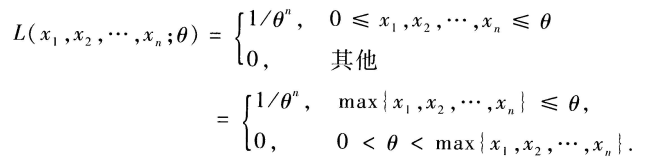 L(x₁,x₂,⋯,xₙ;θ) = { 1/θⁿ, 0 ≤ x₁,x₂,⋯,xₙ ≤ θ
0, 其他
= { 1/θⁿ, max{x₁,x₂,⋯,xₙ} ≤ θ,
0, 0 < θ < max{x₁,x₂,⋯,xₙ}.